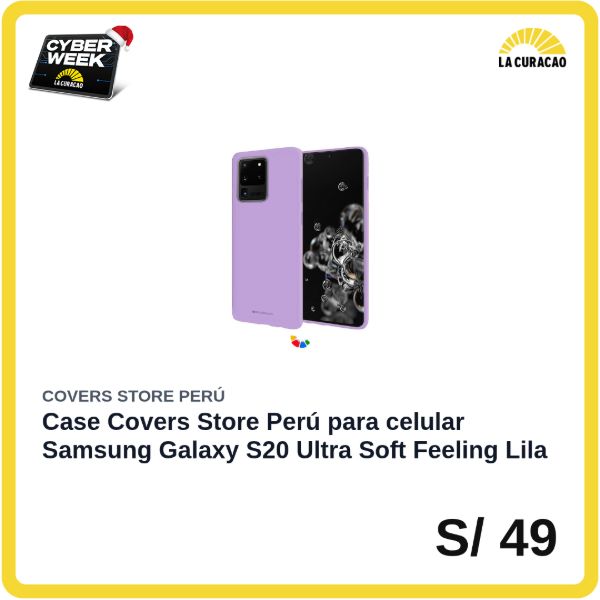 CYBER
WEEK
LA CURACAO
LA CURACAO
COVERS STORE PERÚ
Case Covers Store Perú para celular
Samsung Galaxy S20 Ultra Soft Feeling Lila
S/ 49